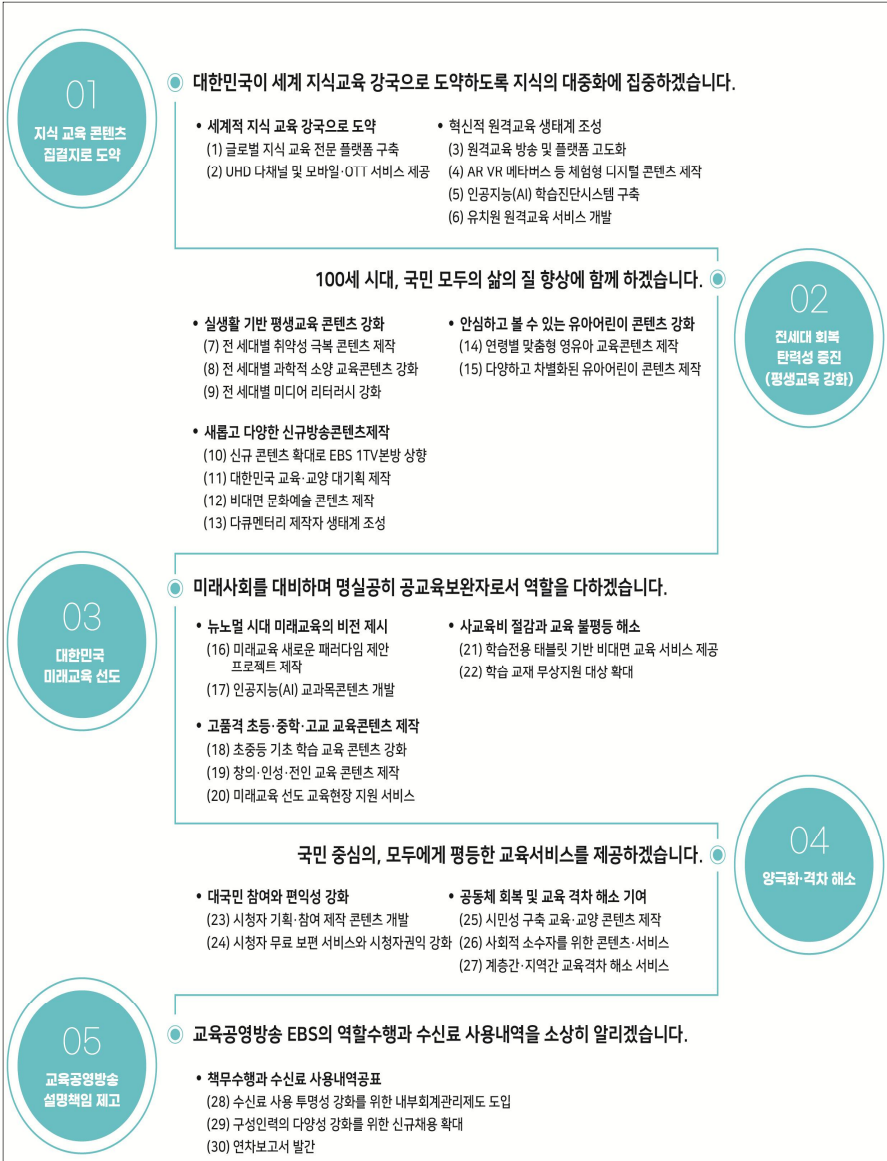 01
지식 교육 콘텐츠
집결지로 도약
대한민국이 세계 지식교육 강국으로 도약하도록 지식의 대중화에 집중하겠습니다.
• 세계적 지식 교육 강국으로 도약
(1) 글로벌 지식 교육 전문 플랫폼 구축
(2) UHD 다채널 및 모바일·OTT 서비스 제공
• 혁신적 원격교육 생태계 조성
(3) 원격교육 방송 및 플랫폼 고도화
(4) AR VR 메타버스 등 체험형 디지털 콘텐츠 제작
(5) 인공지능(AI) 학습진단시스템 구축
(6) 유치원 원격교육 서비스 개발
02
전세대 회복
탄력성 증진
(평생교육 강화)
100세 시대, 국민 모두의 삶의 질 향상에 함께 하겠습니다.
• 실생활 기반 평생교육 콘텐츠 강화
(7) 전 세대별 취약성 극복 콘텐츠 제작
(8) 전 세대별 과학적 소양 교육콘텐츠 강화
(9) 전 세대별 미디어 리터러시 강화
• 새롭고 다양한 신규방송콘텐츠제작
(10) 신규 콘텐츠 확대로 EBS 1TV본방 상향
(11) 대한민국 교육·교양 대기획 제작
(12) 비대면 문화예술 콘텐츠 제작
(13) 다큐멘터리 제작자 생태계 조성
• 안심하고 볼 수 있는 유아어린이 콘텐츠 강화
(14) 연령별 맞춤형 영유아 교육콘텐츠 제작
(15) 다양하고 차별화된 유아어린이 콘텐츠 제작
03
대한민국
미래교육 선도
미래사회를 대비하며 명실공히 공교육보완자로서 역할을 다하겠습니다.
• 뉴노멀 시대 미래교육의 비전 제시
(16) 미래교육 새로운 패러다임 제안
프로젝트 제작
(17) 인공지능(AI) 교과목콘텐츠 개발
• 고품격 초등·중학·고교 교육콘텐츠 제작
(18) 초중등 기초 학습 교육 콘텐츠 강화
(19) 창의·인성·전인 교육 콘텐츠 제작
(20) 미래교육 선도 교육현장 지원 서비스
• 사교육비 절감과 교육 불평등 해소
(21) 학습전용 태블릿 기반 비대면 교육 서비스 제공
(22) 학습 교재 무상지원 대상 확대
04
양극화·격차 해소
국민 중심의, 모두에게 평등한 교육서비스를 제공하겠습니다.
• 대국민 참여와 편익성 강화
(23) 시청자 기획·참여 제작 콘텐츠 개발
(24) 시청자 무료 보편 서비스와 시청자권익 강화
• 공동체 회복 및 교육 격차 해소 기여
(25) 시민성 구축 교육·교양 콘텐츠 제작
(26) 사회적 소수자를 위한 콘텐츠·서비스
(27) 계층간·지역간 교육격차 해소 서비스
05
교육공영방송
설명책임 제고
교육공영방송 EBS의 역할수행과 수신료 사용내역을 소상히 알리겠습니다.
• 책무수행과 수신료 사용내역공표
(28) 수신료 사용 투명성 강화를 위한 내부회계관리제도 도입
(29) 구성인력의 다양성 강화를 위한 신규채용 확대
(30) 연차보고서 발간